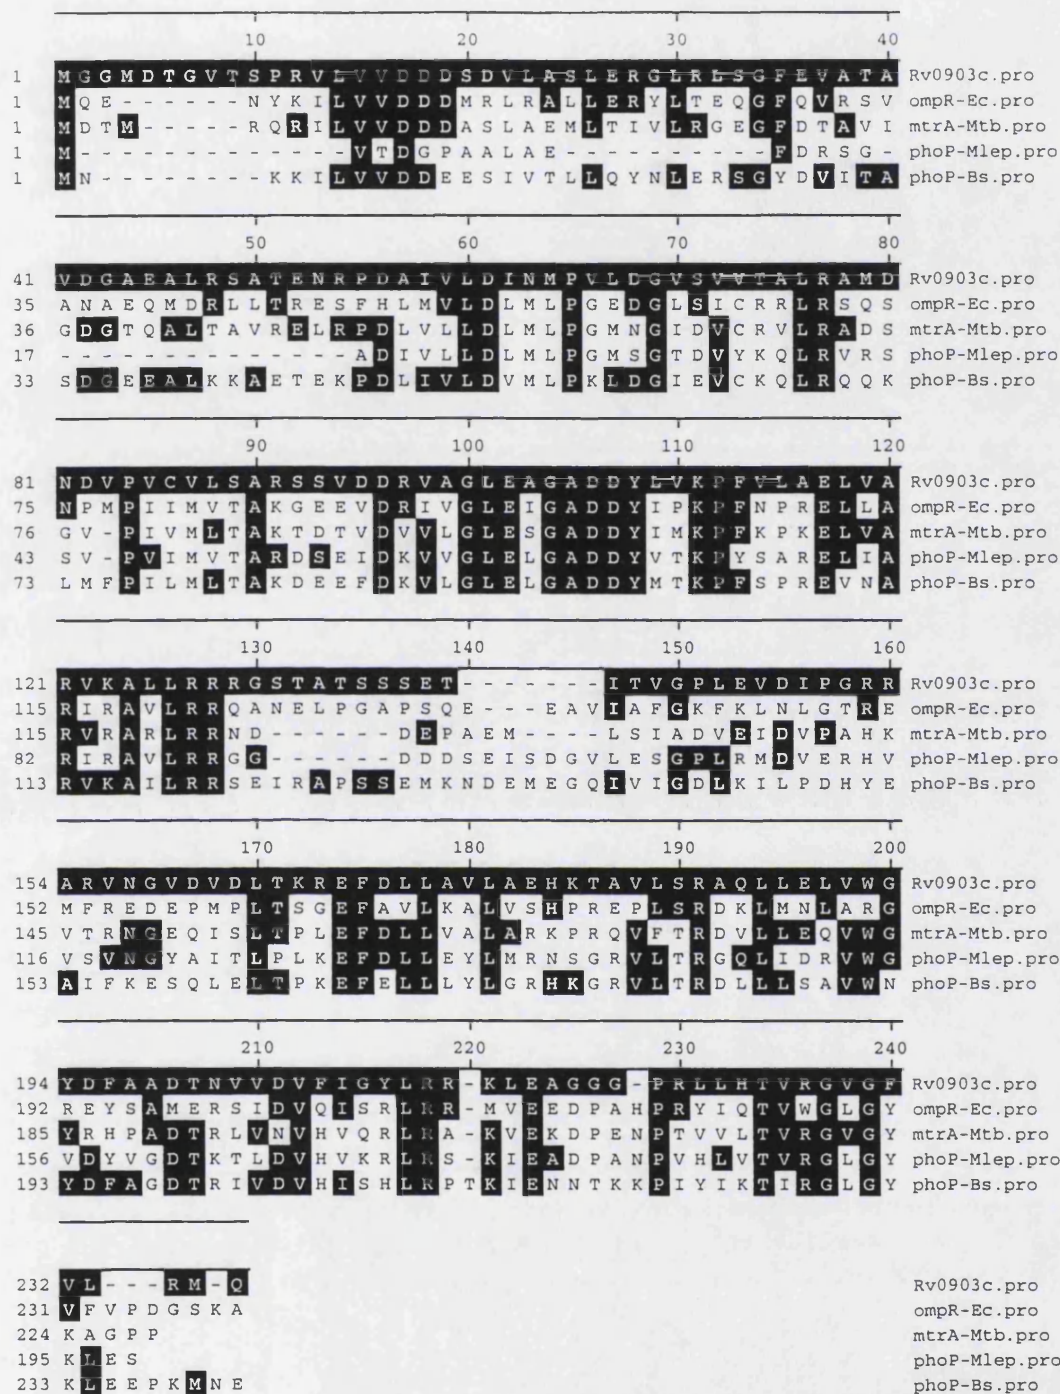 10 20 30 40
1 M G G M D T G V T S P R V L V V D D D S D V L A S L E R G L R L S G F E V A T A Rv0903c.pro
1 M Q E - - - - - - N Y K I L V V D D D M R L R A L L E R Y L T E Q G F Q V R S V ompR-Ec.pro
1 M D T M - - - - - R Q R I L V V D D D A S L A E M L T I V L R G E G F D T A V I mtrA-Mtb.pro
1 M - - - - - - - - - - - - - V T D G P A A L A E - - - - - - - - - - F D R S G - phoP-Mlep.pro
1 M N - - - - - - - - K K I L V V D D E E S I V T L L Q Y N L E R S G Y D V I T A phoP-Bs.pro
50 60 70 80
41 V D G A E A L R S A T E N R P D A I V L D I N M P V L D G V S V V T A L R A M D Rv0903c.pro
35 A N A E Q M D R L L T R E S F H L M V L D L M L P G E D G L S I C R R L R S Q S ompR-Ec.pro
36 G D G T Q A L T A V R E L R P D L V L L D L M L P G M N G I D V C R V L R A D S mtrA-Mtb.pro
17 - - - - - - - - - - - - - - A D I V L L D L M L P G M S G T D V Y K Q L R V R S phoP-Mlep.pro
33 S D G E E A L K K A E T E K P D L I V L D V M L P K L D G I E V C K Q L R Q Q K phoP-Bs.pro
90 100 110 120
81 N D V P V C V L S A R S S V D D R V A G L E A G A D D Y L V K P F V L A E L V A Rv0903c.pro
75 N P M P I I M V T A K G E E V D R I V G L E I G A D D Y I P K P F N P R E L L A ompR-Ec.pro
76 G V - P I V M L T A K T D T V D V V L G L E S G A D D Y I M K P F K P K E L V A mtrA-Mtb.pro
43 S V - P V I M V T A R D S E I D K V V G L E L G A D D Y V T K P Y S A R E L I A phoP-Mlep.pro
73 L M F P I L M L T A K D E E F D K V L G L E L G A D D Y M T K P F S P R E V N A phoP-Bs.pro
130 140 150 160
121 R V K A L L R R R G S T A T S S S E T - - - - - - - I T V G P L E V D I P G R R Rv0903c.pro
115 R I R A V L R R Q A N E L P G A P S Q E - - - E A V I A F G K F K L N L G T R E ompR-Ec.pro
115 R V R A R L R R N D - - - - - - D E P A E M - - - - L S I A D V E I D V P A H K mtrA-Mtb.pro
82 R I R A V L R R G G - - - - - - D D D S E I S D G V L E S G P L R M D V E R H V phoP-Mlep.pro
113 R V K A I L R R S E I R A P S S E M K N D E M E G Q I V I G D L K I L P D H Y E phoP-Bs.pro
170 180 190 200
154 A R V N G V D V D L T K R E F D L L A V L A E H K T A V L S R A Q L L E L V W G Rv0903c.pro
152 M F R E D E P M P L T S G E F A V L K A L V S H P R E P L S R D K L M N L A R G ompR-Ec.pro
145 V T R N G E Q I S L T P L E F D L L V A L A R K P R Q V F T R D V L L E Q V W G mtrA-Mtb.pro
116 V S V N G Y A I T L P L K E F D L L E Y L M R N S G R V L T R G Q L I D R V W G phoP-Mlep.pro
153 A I F K E S Q L E L T P K E F E L L L Y L G R H K G R V L T R D L L L S A V W N phoP-Bs.pro
210 220 230 240
194 Y D F A A D T N V V D V F I G Y L R R - K L E A G G G - P R L L H T V R G V G F Rv0903c.pro
192 R E Y S A M E R S I D V Q I S R L R R - M V E E D P A H P R Y I Q T V W G L G Y ompR-Ec.pro
185 Y R H P A D T R L V N V H V Q R L R A - K V E K D P E N P T V V L T V R G V G Y mtrA-Mtb.pro
156 V D Y V G D T K T L D V H V K R L R S - K I E A D P A N P V H L V T V R G L G Y phoP-Mlep.pro
193 Y D F A G D T R I V D V H I S H L R P T K I E N N T K K P I Y I K T I R G L G Y phoP-Bs.pro
232 V L - - - R M - Q Rv0903c.pro
231 V F V P D G S K A ompR-Ec.pro
224 K A G P P mtrA-Mtb.pro
195 K L E S phoP-Mlep.pro
233 K L E E P K M N E phoP-Bs.pro